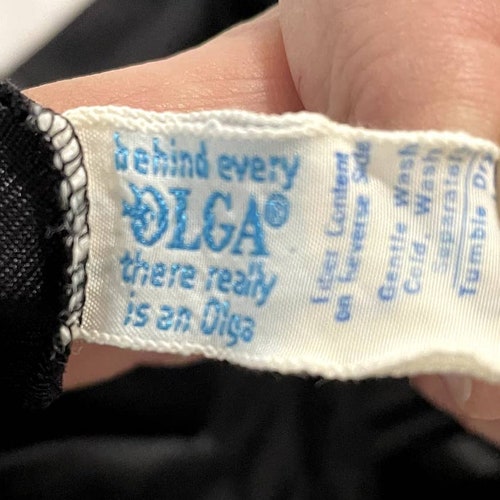 behind every
OLGA®
there really
is an Olga
Fiber Content
on Reverse Side
Gentle Wash
Cold. Wash
Separately
Tumble Dry